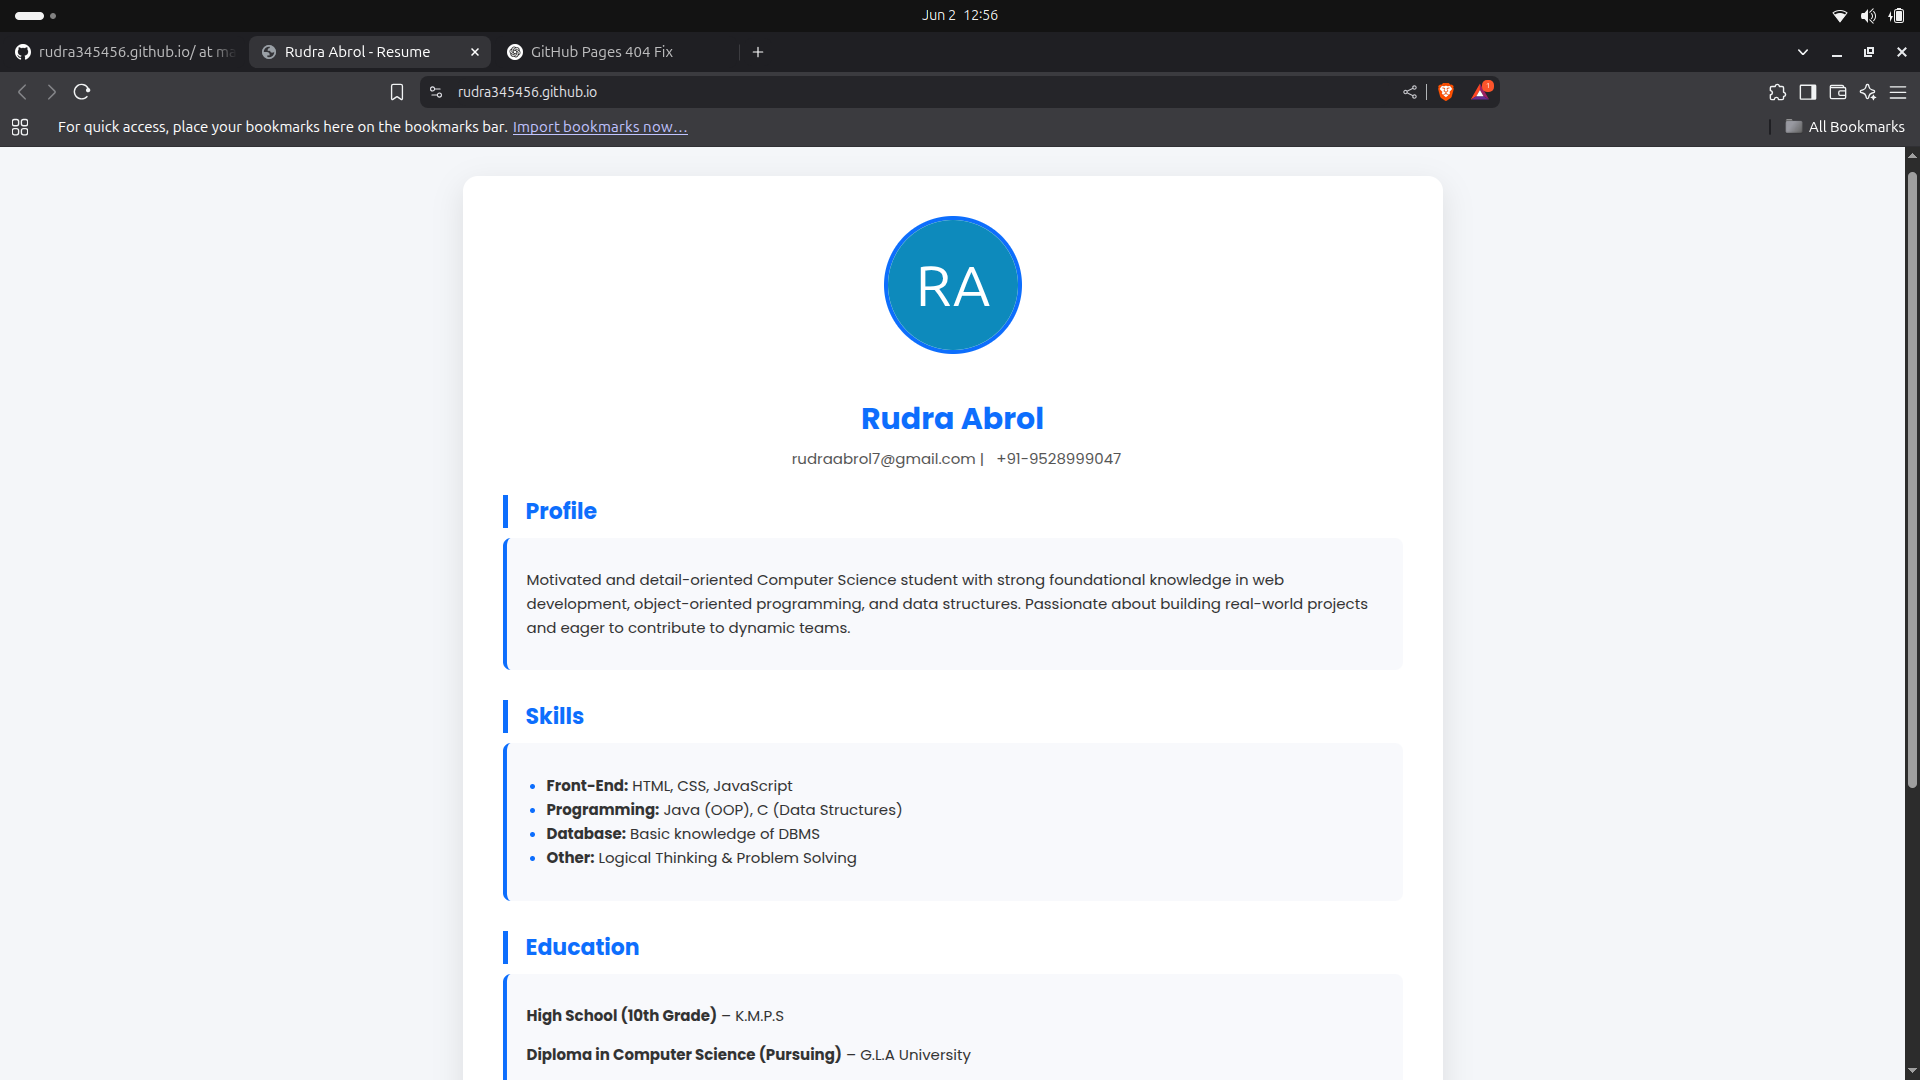 Jun 2 12:56
rudra345456.github.io/ at ma
Rudra Abrol - Resume
GitHub Pages 404 Fix
rudra345456.github.io
1
For quick access, place your bookmarks here on the bookmarks bar. Import bookmarks now...
All Bookmarks
RA
Rudra Abrol
rudraabrol7@gmail.com | +91-9528999047
Profile
Motivated and detail-oriented Computer Science student with strong foundational knowledge in web
development, object-oriented programming, and data structures. Passionate about building real-world projects
and eager to contribute to dynamic teams.
Skills
• Front-End: HTML, CSS, JavaScript
• Programming: Java (OOP), C (Data Structures)
• Database: Basic knowledge of DBMS
• Other: Logical Thinking & Problem Solving
Education
High School (10th Grade) – K.M.P.S
Diploma in Computer Science (Pursuing) – G.L.A University